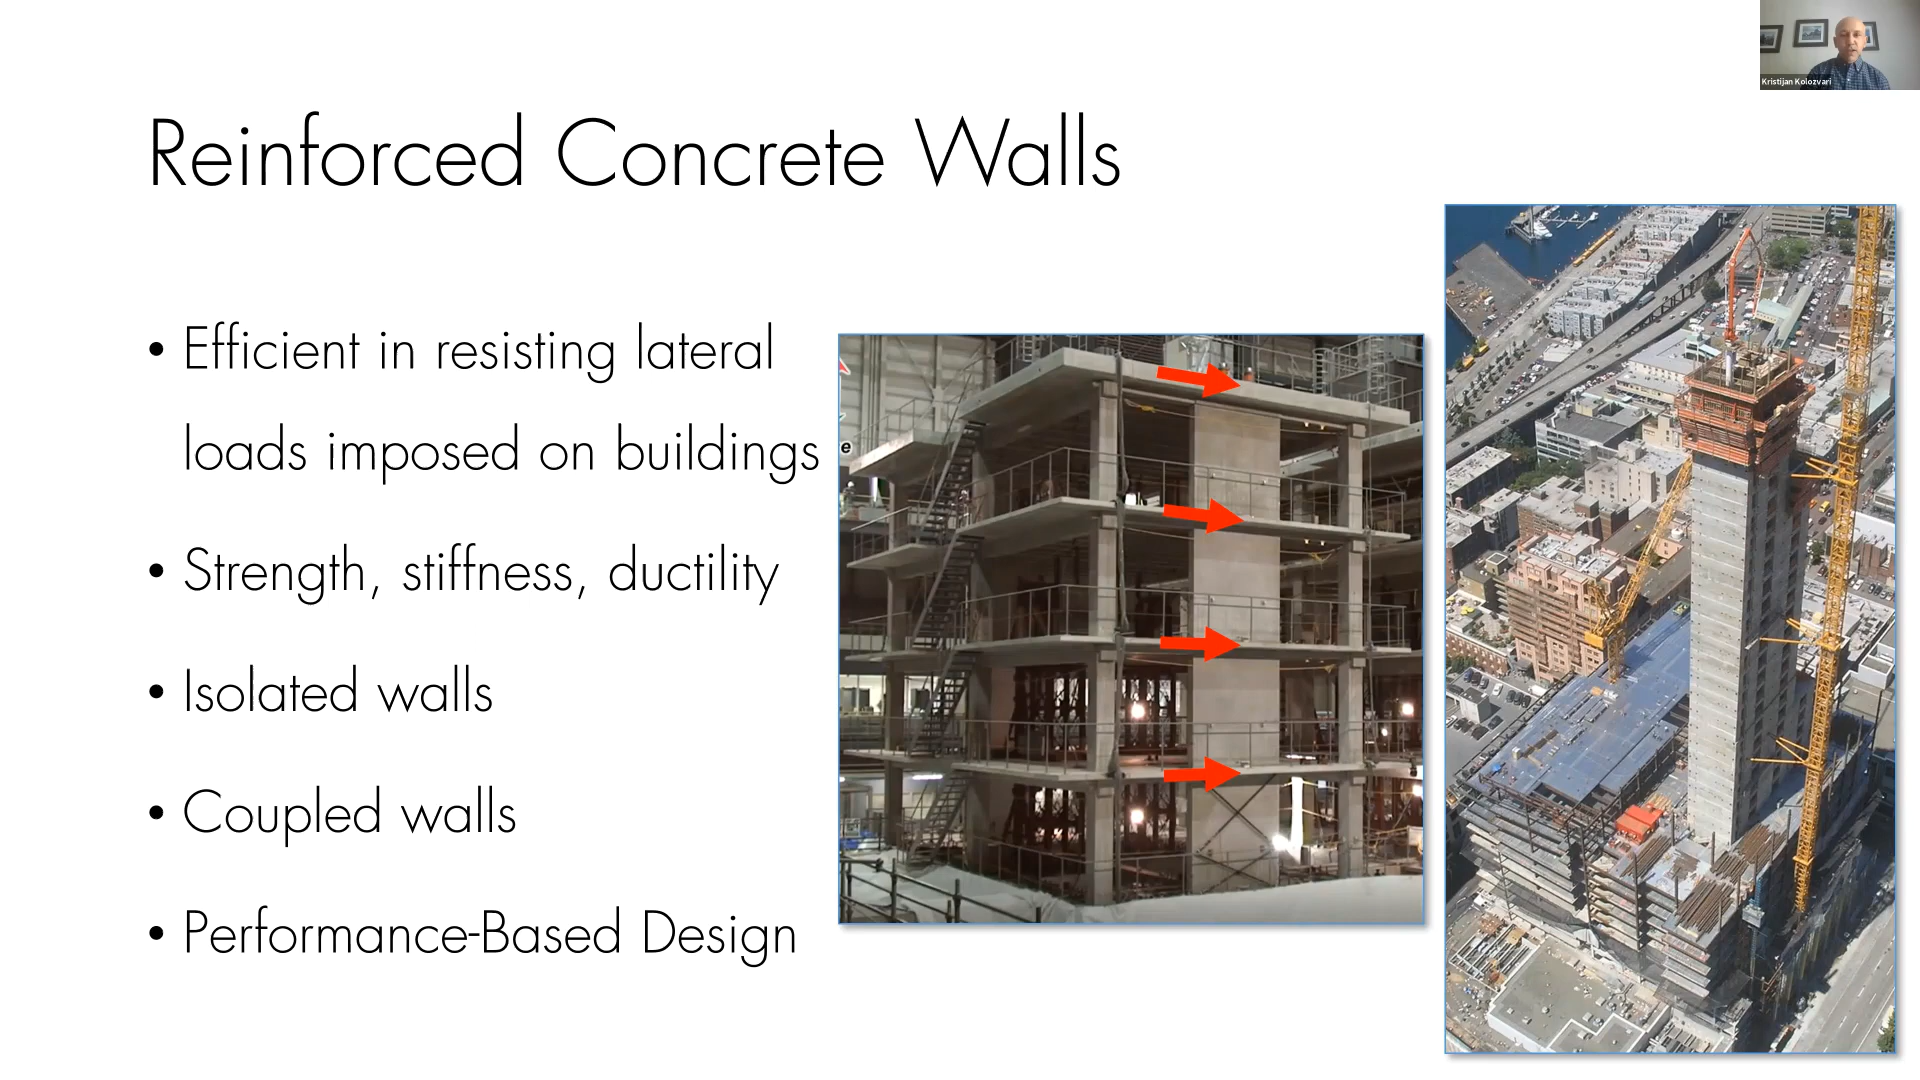 Kristijan Kolozvari
Reinforced Concrete Walls
• Efficient in resisting lateral
loads imposed on buildings
• Strength, stiffness, ductility
• Isolated walls
• Coupled walls
• Performance-Based Design
e